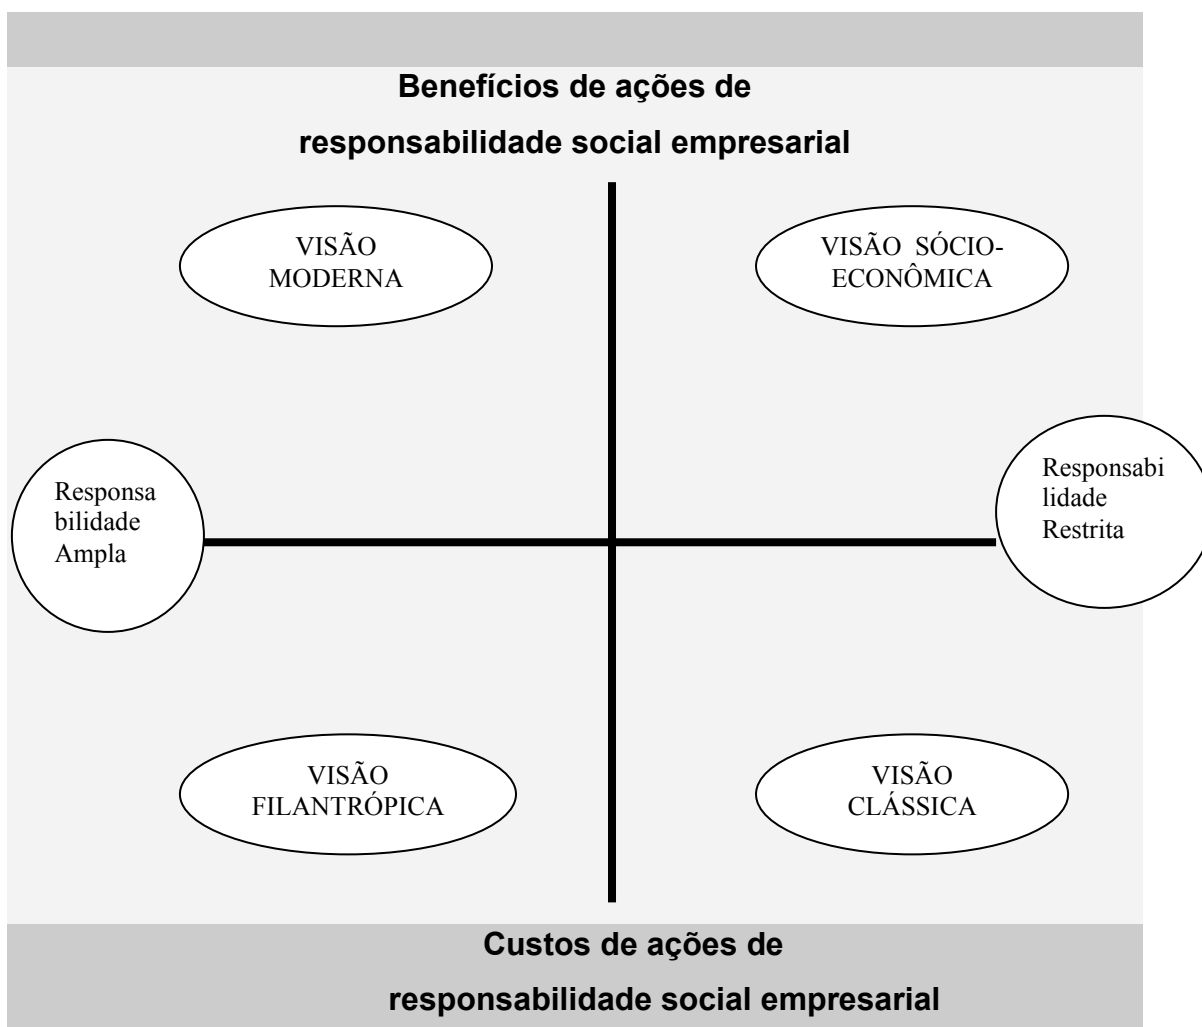 Benefícios de ações de
responsabilidade social empresarial
VISÃO
MODERNA
VISÃO SÓCIO-
ECONÔMICA
Responsa
bilidade
Ampla
Responsabi
lidade
Restrita
VISÃO
FILANTRÓPICA
VISÃO
CLÁSSICA
Custos de ações de
responsabilidade social empresarial